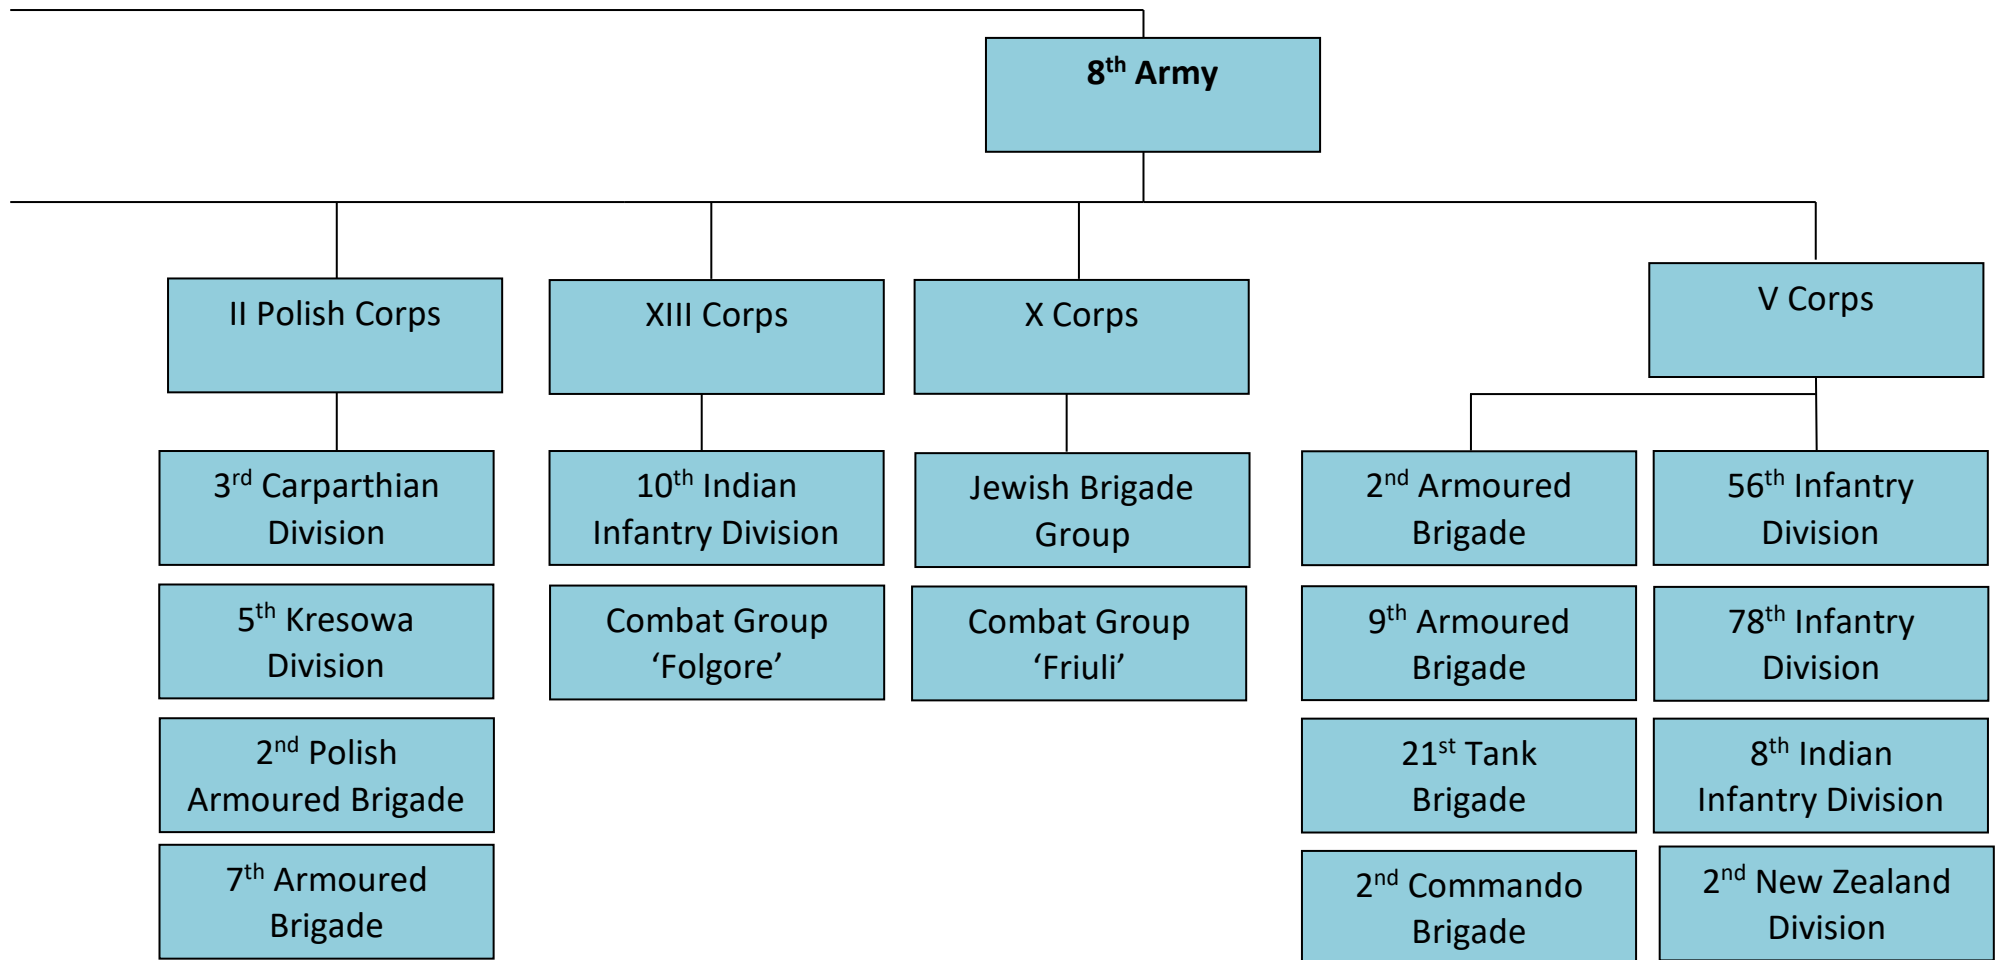 8th Army
II Polish Corps
XIII Corps
X Corps
V Corps
3rd Carparthian
Division
10th Indian
Infantry Division
Jewish Brigade
Group
2nd Armoured
Brigade
56th Infantry
Division
5th Kresowa
Division
Combat Group
‘Folgore’
Combat Group
‘Friuli’
9th Armoured
Brigade
78th Infantry
Division
2nd Polish
Armoured Brigade
21st Tank
Brigade
8th Indian
Infantry Division
7th Armoured
Brigade
2nd Commando
Brigade
2nd New Zealand
Division